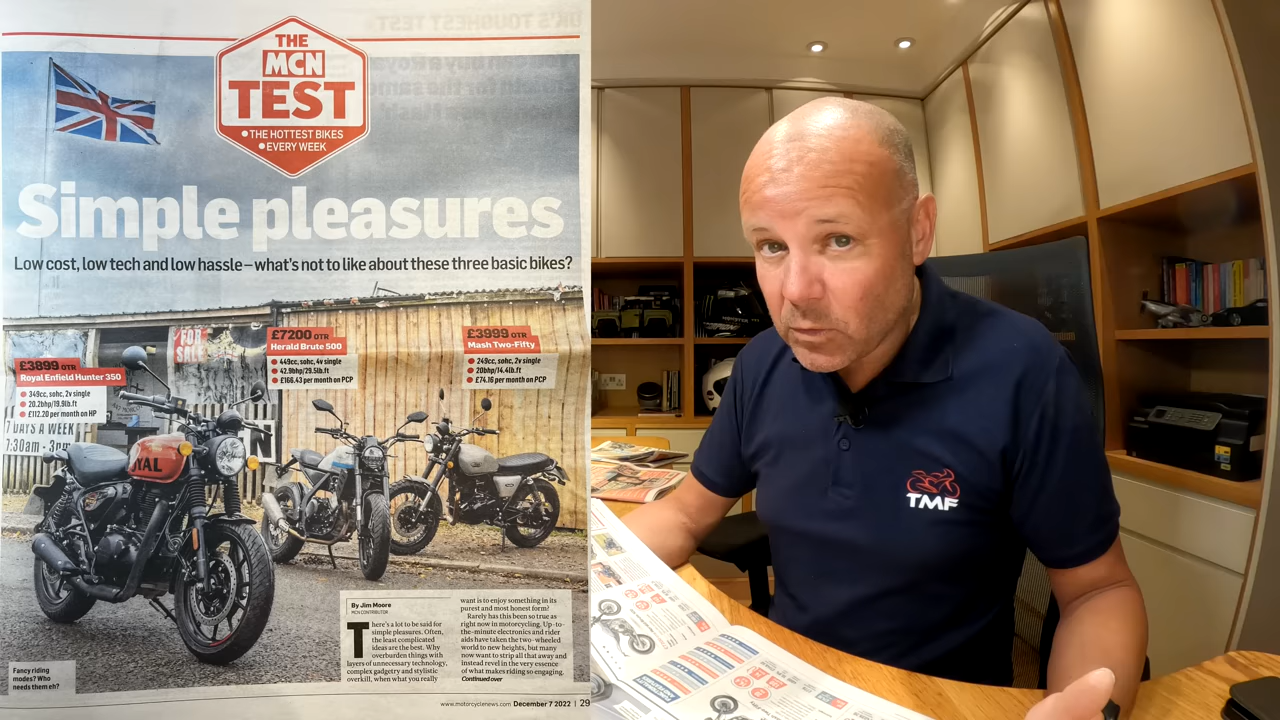 THE
MCN
TEST
THE HOTTEST BIKES
EVERY WEEK
Simple pleasures
Low cost, low tech and low hassle – what's not to like about these three basic bikes?
FOR
SALE
£3899 OTR
Royal Enfield Hunter 350
349cc, sohc, 2v single
20.2bhp/19.9lb.ft
£112.20 per month on HP
£7200 OTR
Herald Brute 500
449cc, sohc, 4v single
42.9bhp/29.5lb.ft
£166.43 per month on PCP
£3999 OTR
Mash Two-Fifty
249cc, sohc, 2v single
20bhp/14.4lb.ft
£74.16 per month on PCP
7 DAYS A WEEK
7:30am - 3pm
By Jim Moore
MCN CONTRIBUTOR
There's a lot to be said for
simple pleasures. Often,
the least complicated
ideas are the best. Why
overburden things with
layers of unnecessary technology,
complex gadgetry and stylistic
overkill, when what you really
want is to enjoy something in its
purest and most honest form?
Rarely has this been so true as
right now in motorcycling. Up-to-
the-minute electronics and rider
aids have taken the two-wheeled
world to new heights, but many
now want to strip all that away and
instead revel in the very essence
of what makes riding so engaging.
Continued over
Fancy riding
modes? Who
needs them eh?
www.motorcyclenews.com December 7 2022 | 29
TMF